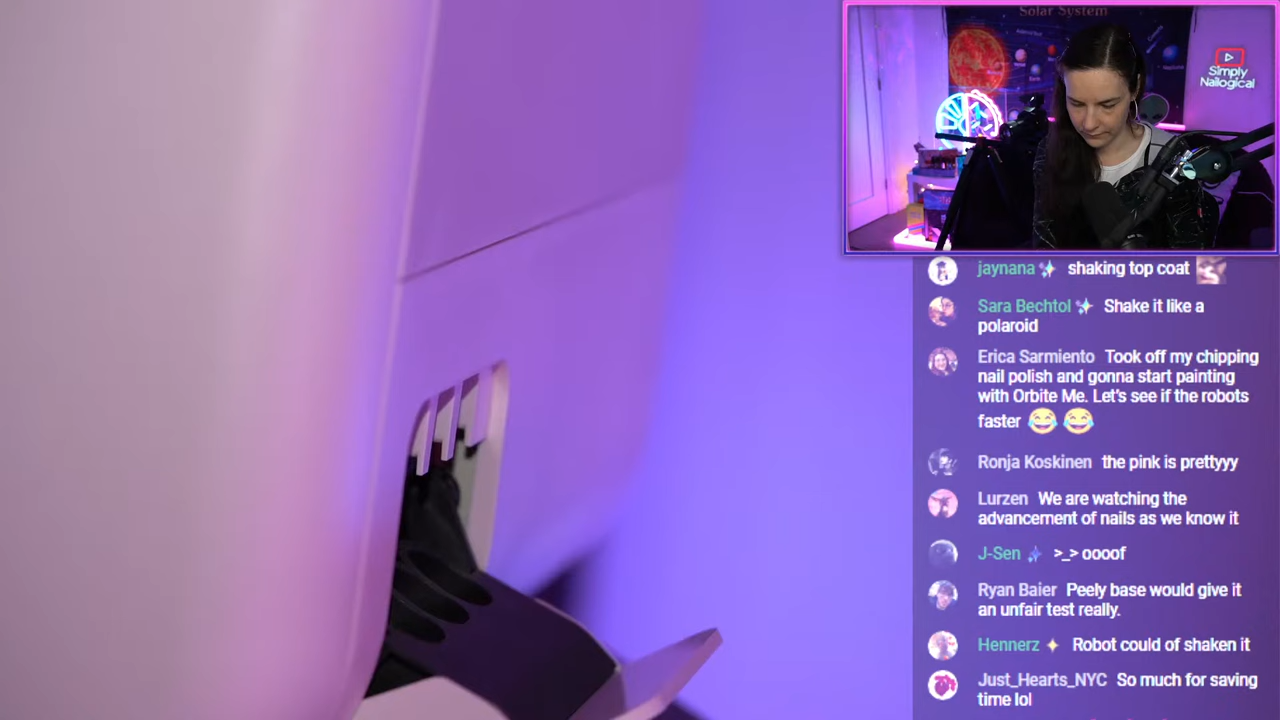 Solar System
Simply
Nailogical
jaynana shaking top coat
Sara Bechtol Shake it like a
polaroid
Erica Sarmiento Took off my chipping
nail polish and gonna start painting
with Orbite Me. Let's see if the robots
faster 😂 😂
Ronja Koskinen the pink is prettyyy
Lurzen We are watching the
advancement of nails as we know it
J-Sen >_> oooof
Ryan Baier Peely base would give it
an unfair test really.
Hennerz Robot could of shaken it
Just_Hearts_NYC So much for saving
time lol